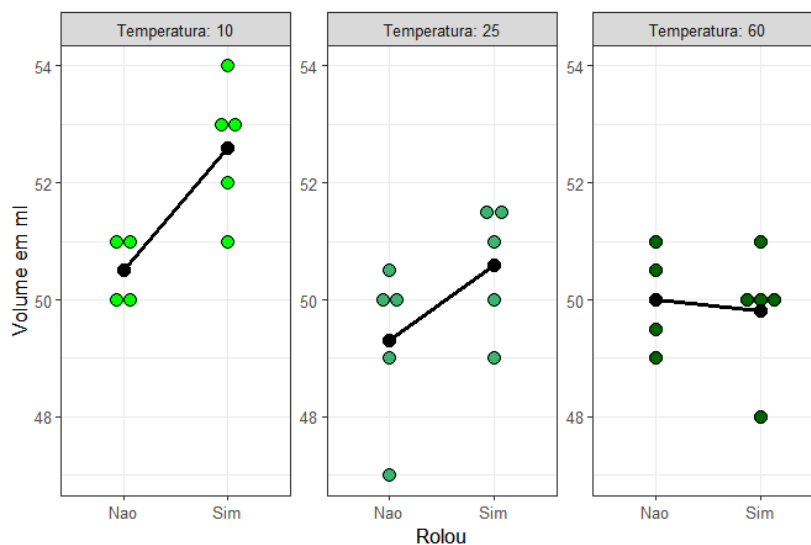 Temperatura: 10
Temperatura: 25
Temperatura: 60
Volume em ml
54
52
50
48
54
52
50
48
54
52
50
48
Nao
Sim
Nao
Sim
Nao
Sim
Rolou